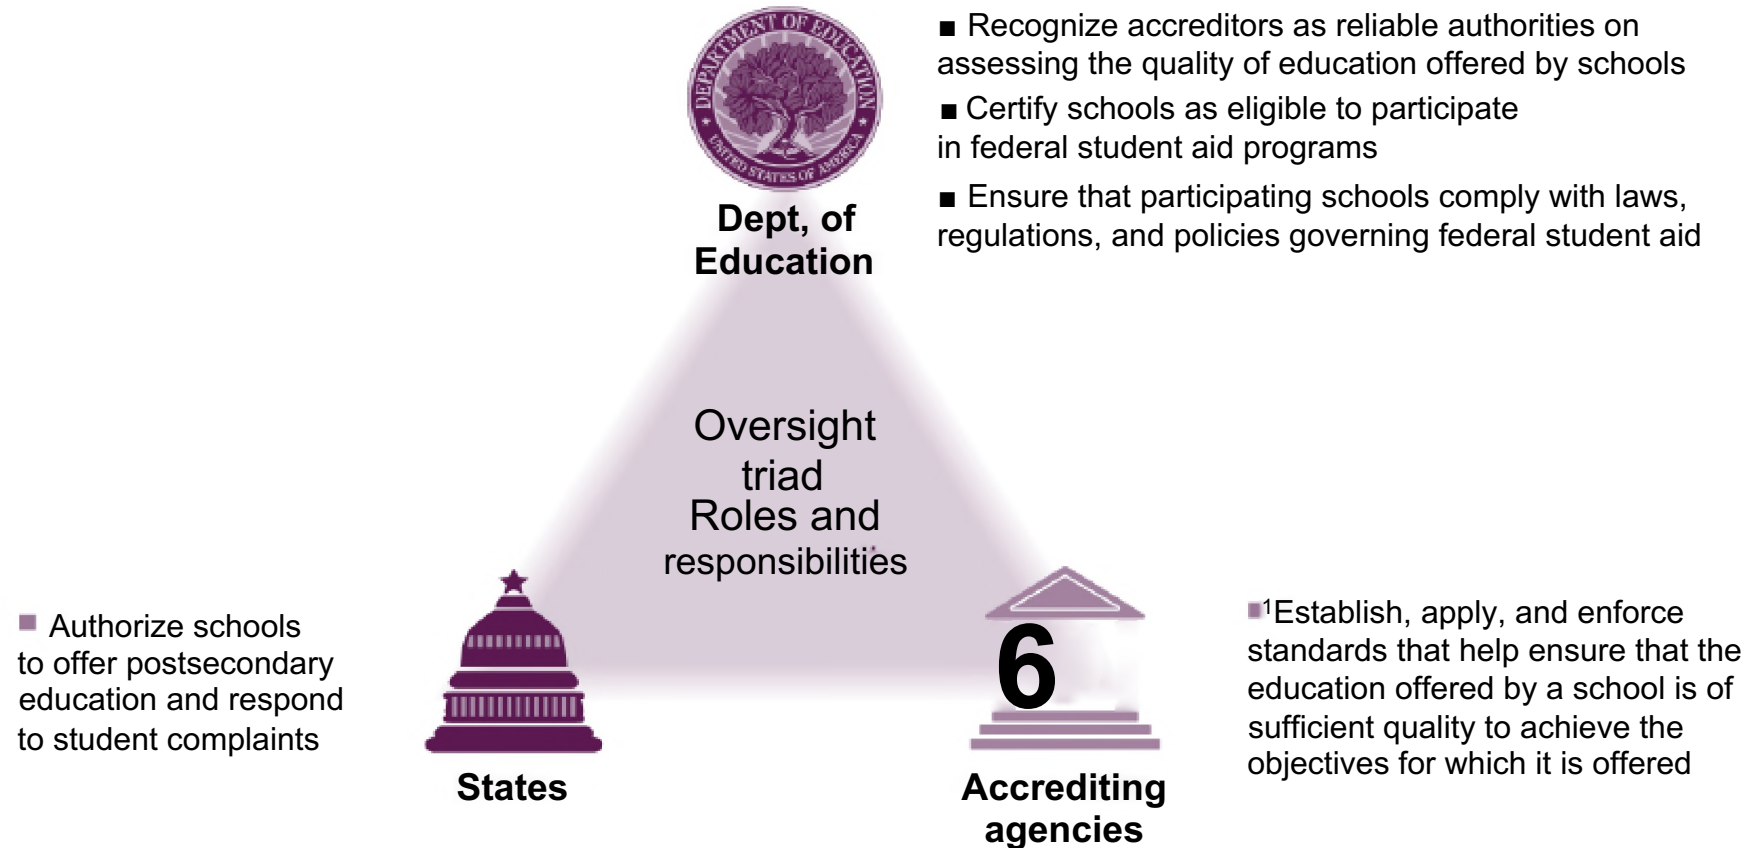 DEPARTMENT OF EDUCATION
UNITED STATES OF AMERICA
Dept, of
Education
■ Recognize accreditors as reliable authorities on
assessing the quality of education offered by schools
■ Certify schools as eligible to participate
in federal student aid programs
■ Ensure that participating schools comply with laws,
regulations, and policies governing federal student aid
Oversight
triad
Roles and
responsibilities
■ Authorize schools
to offer postsecondary
education and respond
to student complaints
States
6
Accrediting
agencies
■¹Establish, apply, and enforce
standards that help ensure that the
education offered by a school is of
sufficient quality to achieve the
objectives for which it is offered